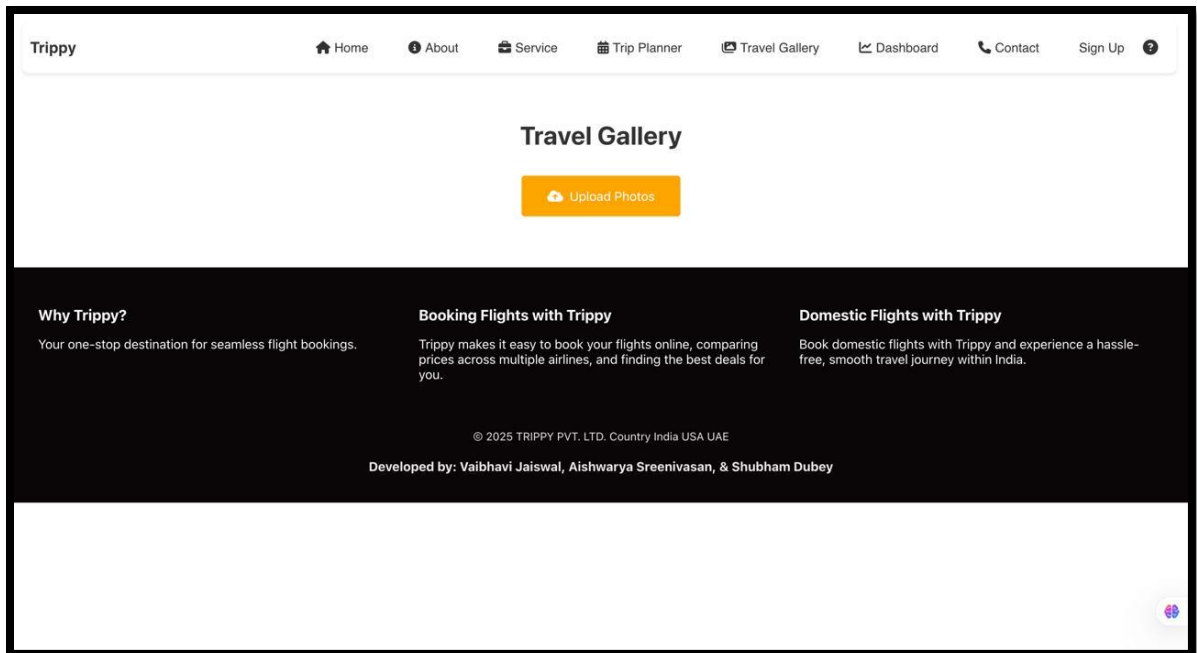 Trippy Home About Service Trip Planner Travel Gallery Dashboard Contact Sign Up ?
Travel Gallery
Upload Photos
Why Trippy?
Your one-stop destination for seamless flight bookings.
Booking Flights with Trippy
Trippy makes it easy to book your flights online, comparing
prices across multiple airlines, and finding the best deals for
you.
Domestic Flights with Trippy
Book domestic flights with Trippy and experience a hassle-
free, smooth travel journey within India.
© 2025 TRIPPY PVT. LTD. Country India USA UAE
Developed by: Vaibhavi Jaiswal, Aishwarya Sreenivasan, & Shubham Dubey